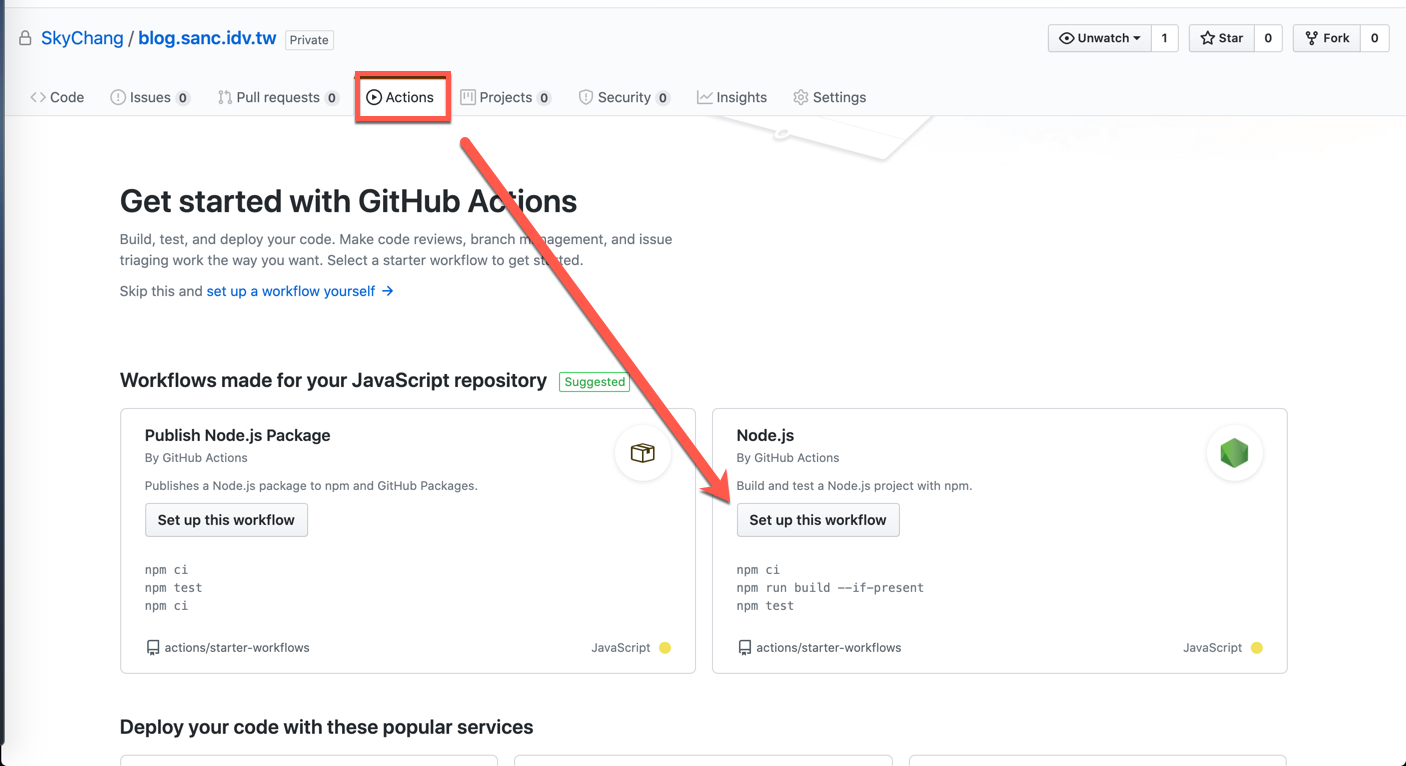 SkyChang / blog.sanc.idv.tw Private
Unwatch 1 Star 0 Fork 0
Code Issues 0 Pull requests 0 Actions Projects 0 Security 0 Insights Settings
Get started with GitHub Actions
Build, test, and deploy your code. Make code reviews, branch management, and issue
triaging work the way you want. Select a starter workflow to get started.
Skip this and set up a workflow yourself →
Workflows made for your JavaScript repository Suggested
Publish Node.js Package
By GitHub Actions
Publishes a Node.js package to npm and GitHub Packages.
Set up this workflow
npm ci
npm test
npm ci
actions/starter-workflows JavaScript
Node.js
By GitHub Actions
Build and test a Node.js project with npm.
Set up this workflow
npm ci
npm run build --if-present
npm test
actions/starter-workflows JavaScript
Deploy your code with these popular services